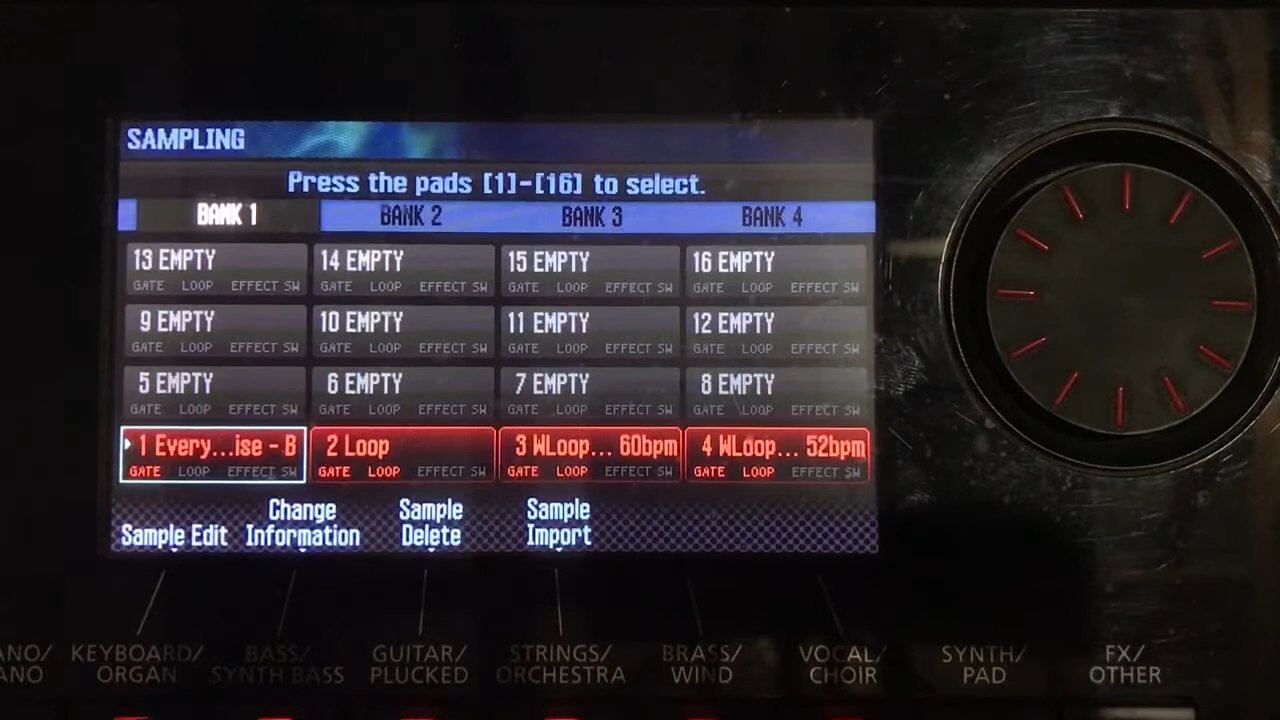 SAMPLING
Press the pads [1]-[16] to select.
BANK 1 BANK 2 BANK 3 BANK 4
13 EMPTY 14 EMPTY 15 EMPTY 16 EMPTY
GATE LOOP EFFECT SW GATE LOOP EFFECT SW GATE LOOP EFFECT SW GATE LOOP EFFECT SW
9 EMPTY 10 EMPTY 11 EMPTY 12 EMPTY
GATE LOOP EFFECT SW GATE LOOP EFFECT SW GATE LOOP EFFECT SW GATE LOOP EFFECT SW
5 EMPTY 6 EMPTY 7 EMPTY 8 EMPTY
GATE LOOP EFFECT SW GATE LOOP EFFECT SW GATE LOOP EFFECT SW GATE LOOP EFFECT SW
1 Every...ise - B 2 Loop 3 WLoop... 60bpm 4 WLoop... 52bpm
GATE LOOP EFFECT SW GATE LOOP EFFECT SW GATE LOOP EFFECT SW GATE LOOP EFFECT SW
Sample Edit
Change
Information
Sample
Delete
Sample
Import
ANO/
ANO
KEYBOARD/
ORGAN
BASS/
SYNTH BASS
GUITAR/
PLUCKED
STRINGS/
ORCHESTRA
BRASS/
WIND
VOCAL/
CHOIR
SYNTH/
PAD
FX/
OTHER